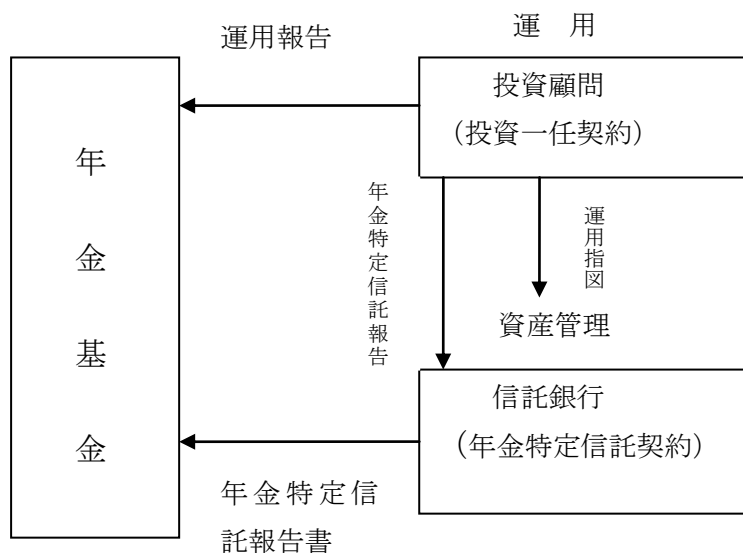 運用報告
運　用
投資顧問
（投資一任契約）
年金基金
年金特定信託報告
運用指図
資産管理
信託銀行
（年金特定信託契約）
年金特定信
託報告書